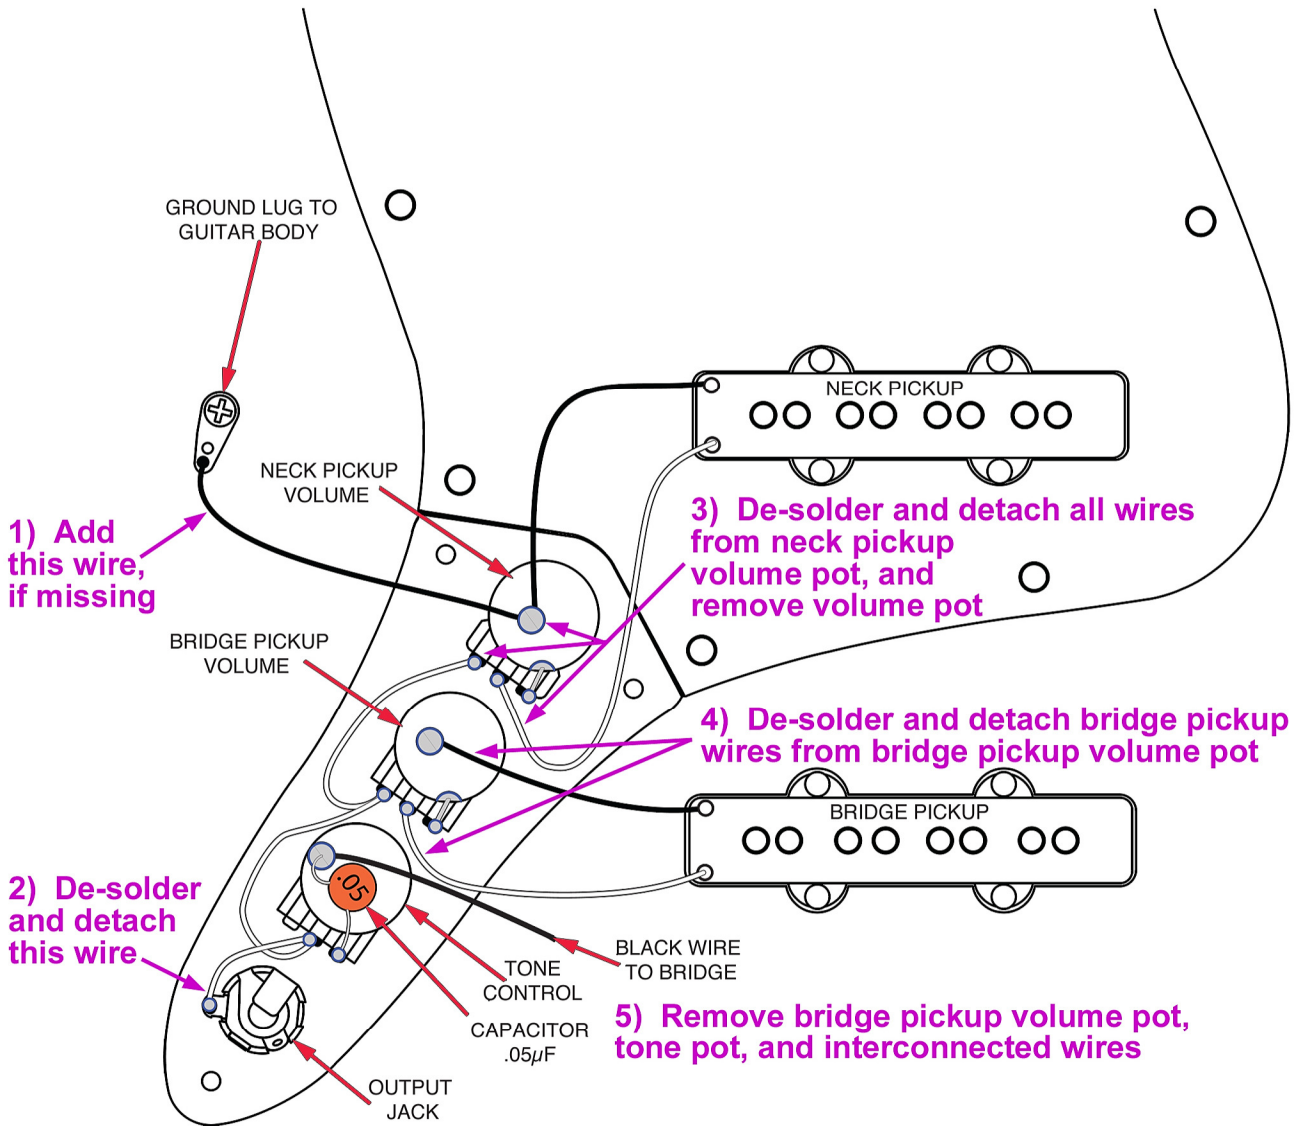 GROUND LUG TO
GUITAR BODY
NECK PICKUP
NECK PICKUP
VOLUME
1)  Add
this wire,
if missing
3)  De-solder and detach all wires
from neck pickup
volume pot, and
remove volume pot
BRIDGE PICKUP
VOLUME
4)  De-solder and detach bridge pickup
wires from bridge pickup volume pot
BRIDGE PICKUP
.05
2)  De-solder
and detach
this wire
BLACK WIRE
TO BRIDGE
TONE
CONTROL
CAPACITOR
.05µF
5)  Remove bridge pickup volume pot,
tone pot, and interconnected wires
OUTPUT
JACK